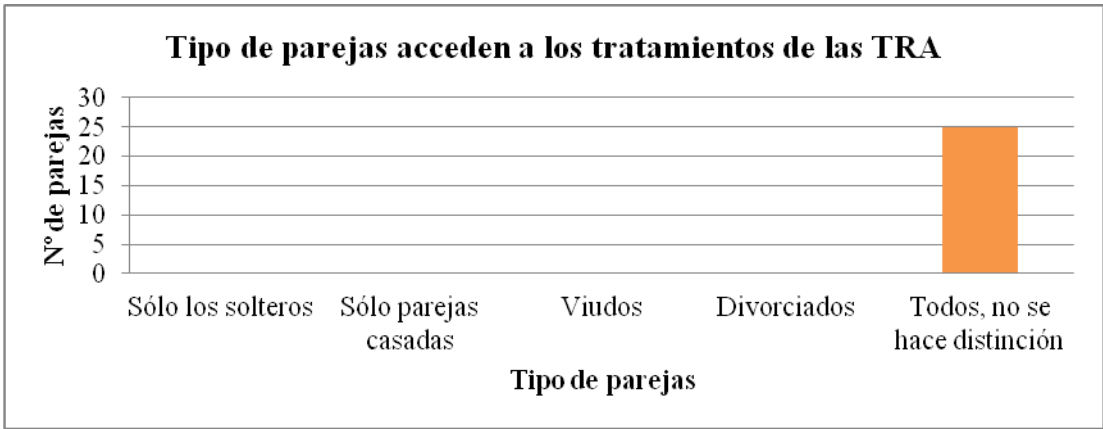 Tipo de parejas acceden a los tratamientos de las TRA
Nº de parejas
30
25
20
15
10
5
0
Sólo los solteros
Sólo parejas
casadas
Viudos
Divorciados
Todos, no se
hace distinción
Tipo de parejas